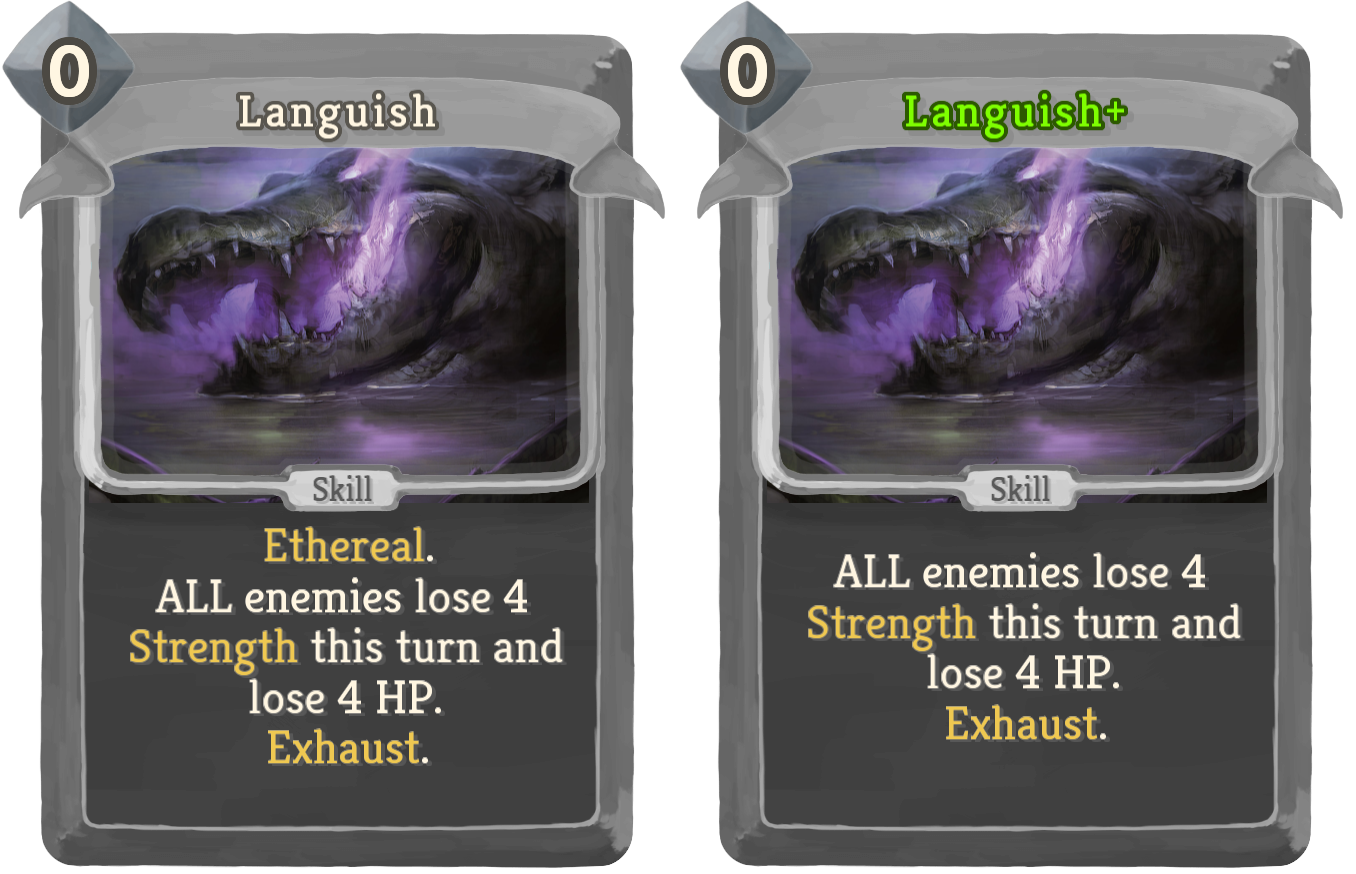 0
Languish
Skill
Ethereal.
ALL enemies lose 4
Strength this turn and
lose 4 HP.
Exhaust.
0
Languish+
Skill
ALL enemies lose 4
Strength this turn and
lose 4 HP.
Exhaust.